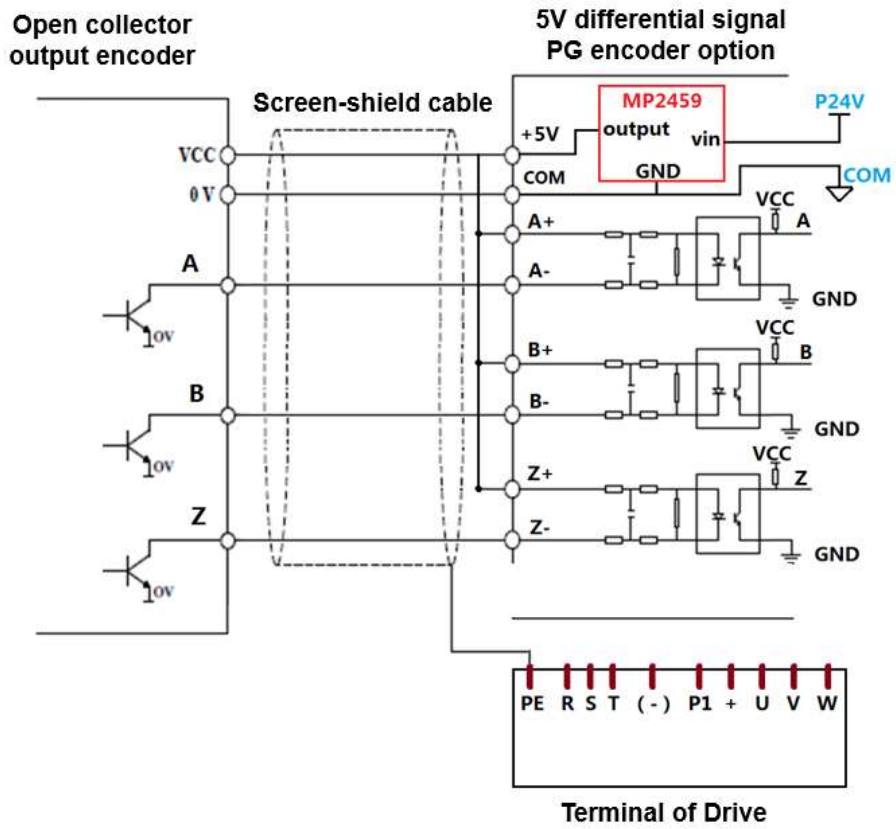 Open collector
output encoder
5V differential signal
PG encoder option
Screen-shield cable
MP2459
P24V
+5V
output
vin
VCC
GND
COM
COM
0 V
VCC
A+
A
A
A-
GND
0V
VCC
B+
B
B
B-
GND
0V
VCC
Z+
Z
Z
Z-
GND
0V
PE R S T (-) P1 + U V W
Terminal of Drive